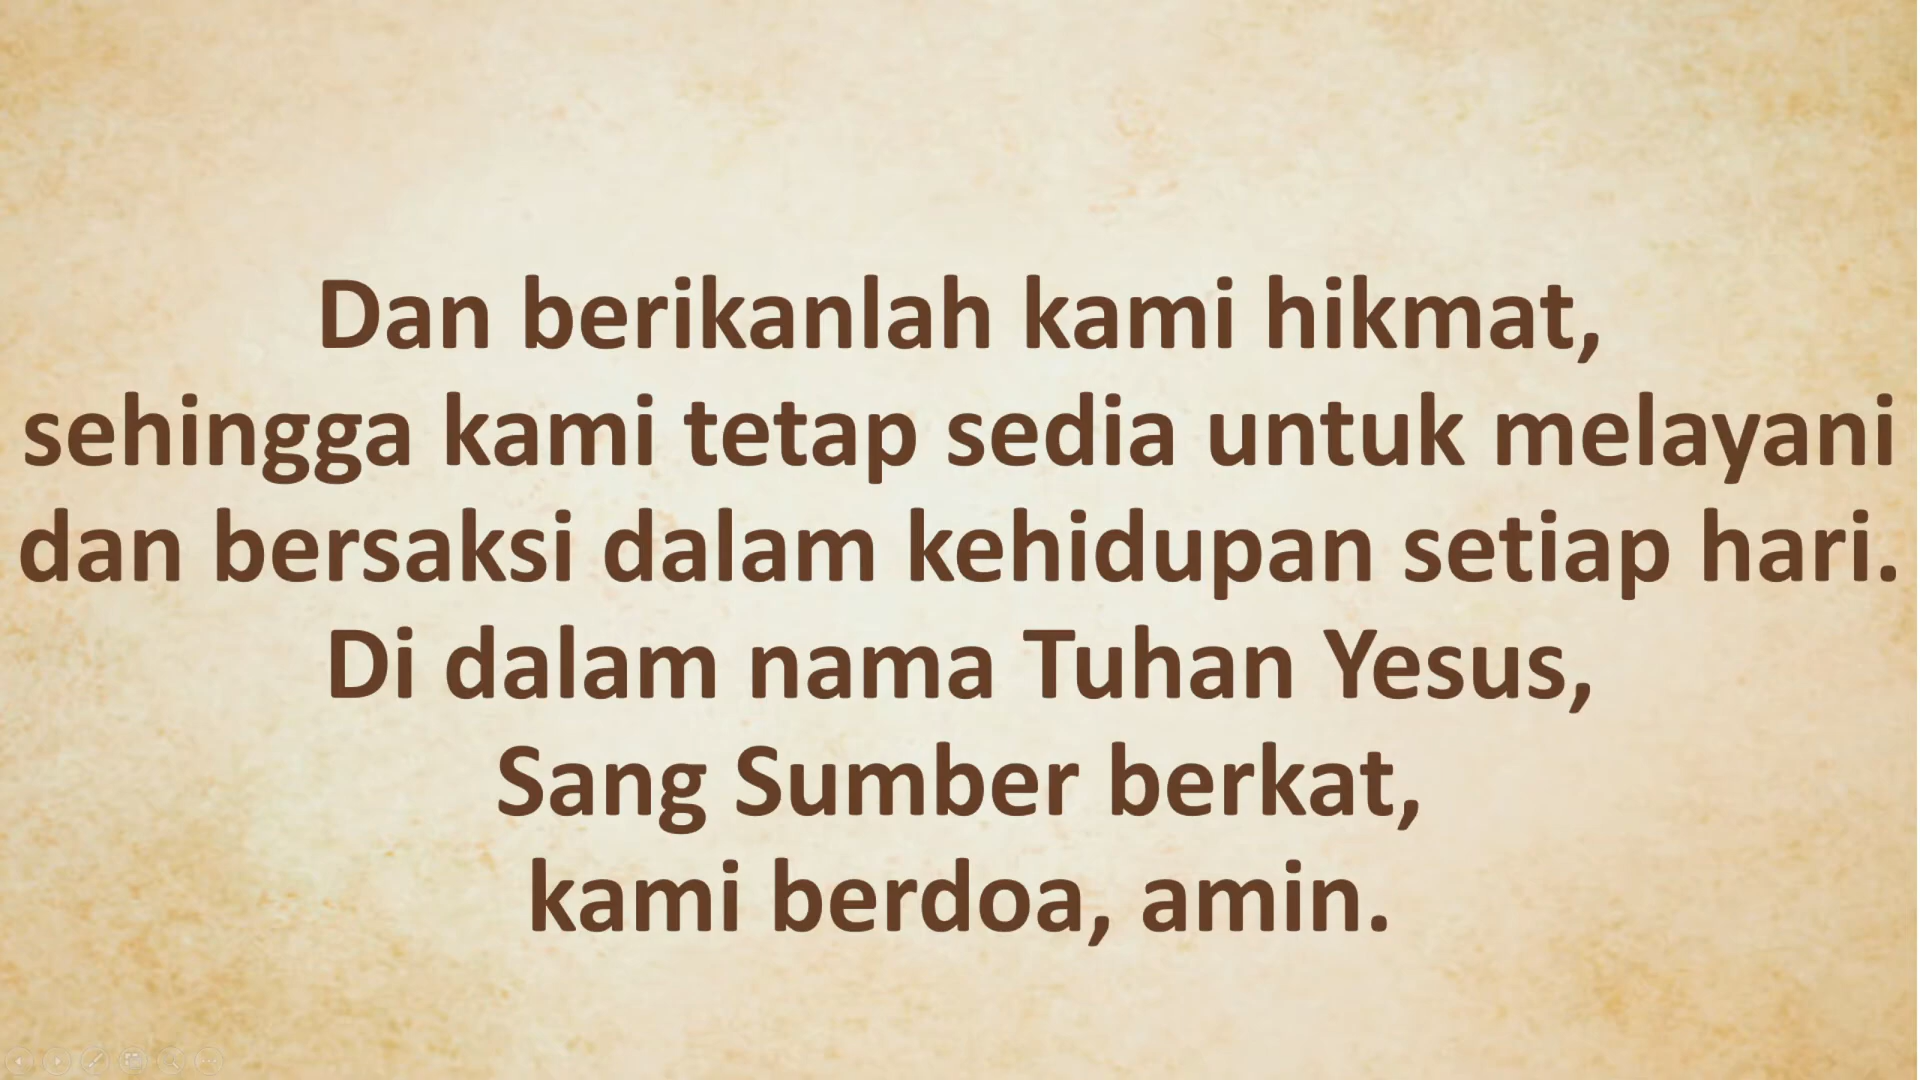 Dan berikanlah kami hikmat,
sehingga kami tetap sedia untuk melayani
dan bersaksi dalam kehidupan setiap hari.
Di dalam nama Tuhan Yesus,
Sang Sumber berkat,
kami berdoa, amin.